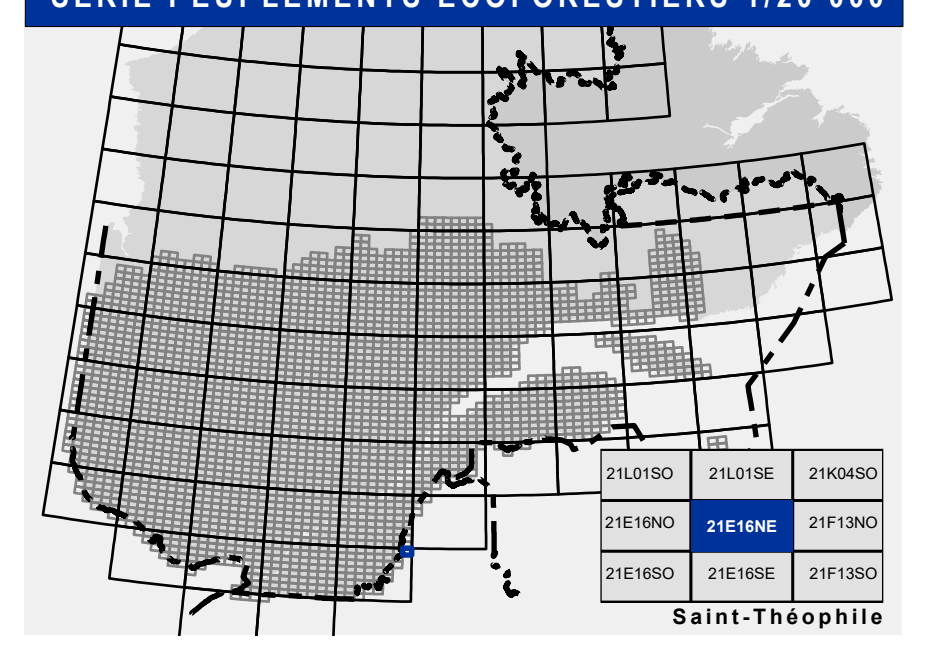 SÉRIE PEUPLEMENTS ÉCOFORESTIERS 1/20 000
21L01SO 21L01SE 21K04SO
21E16NO 21E16NE 21F13NO
21E16SO 21E16SE 21F13SO
Saint-Théophile